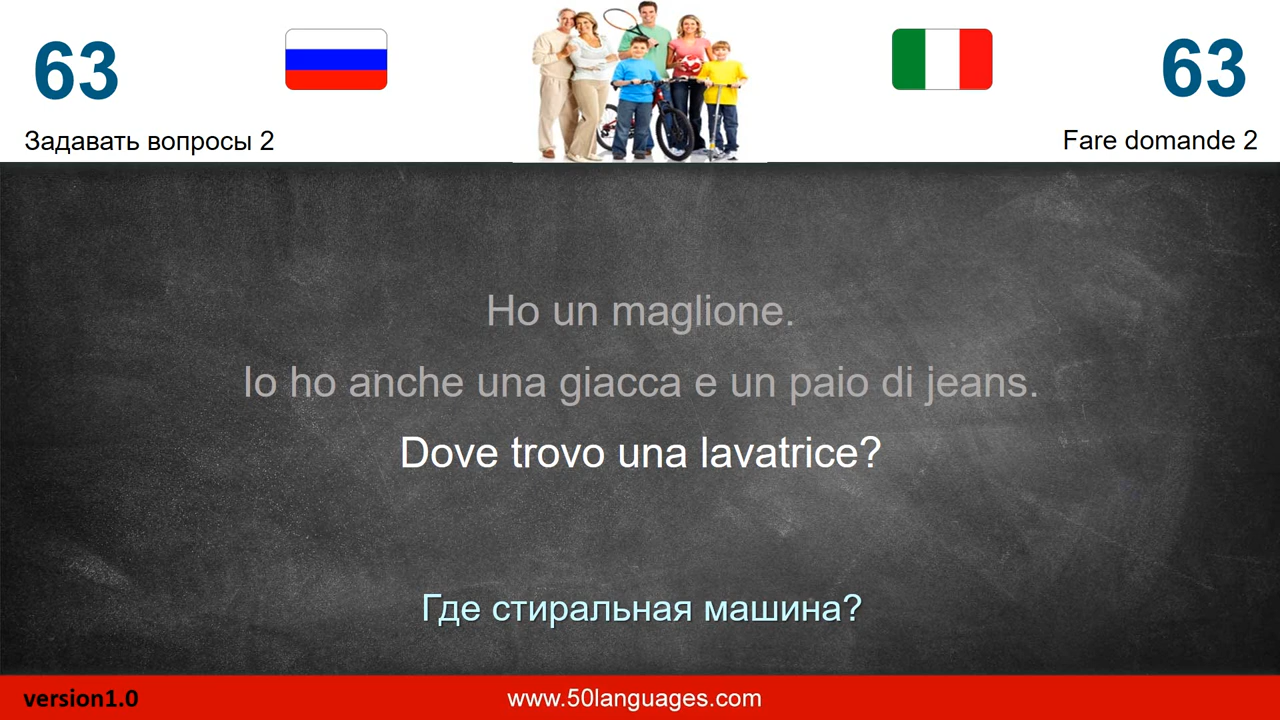 63
63
Задавать вопросы 2
Fare domande 2
Ho un maglione.
Io ho anche una giacca e un paio di jeans.
Dove trovo una lavatrice?
Где стиральная машина?
version1.0
www.50languages.com